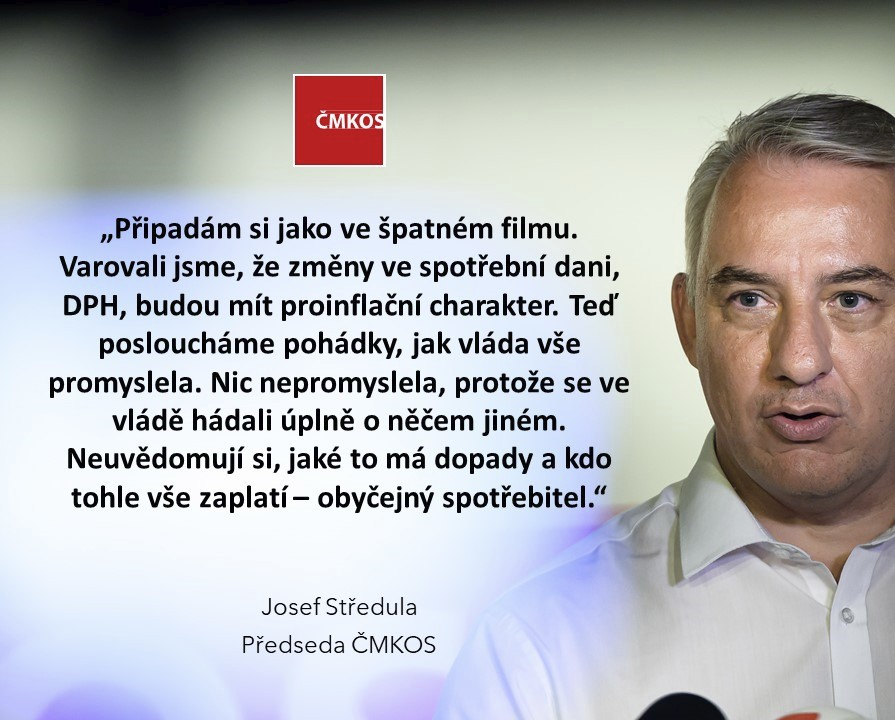 ČMKOS
„Připadám si jako ve špatném filmu.
Varovali jsme, že změny ve spotřební dani,
DPH, budou mít proinflační charakter. Teď
posloucháme pohádky, jak vláda vše
promyslela. Nic nepromyslela, protože se ve
vládě hádali úplně o něčem jiném.
Neuvědomují si, jaké to má dopady a kdo
tohle vše zaplatí – obyčejný spotřebitel.“
Josef Středula
Předseda ČMKOS